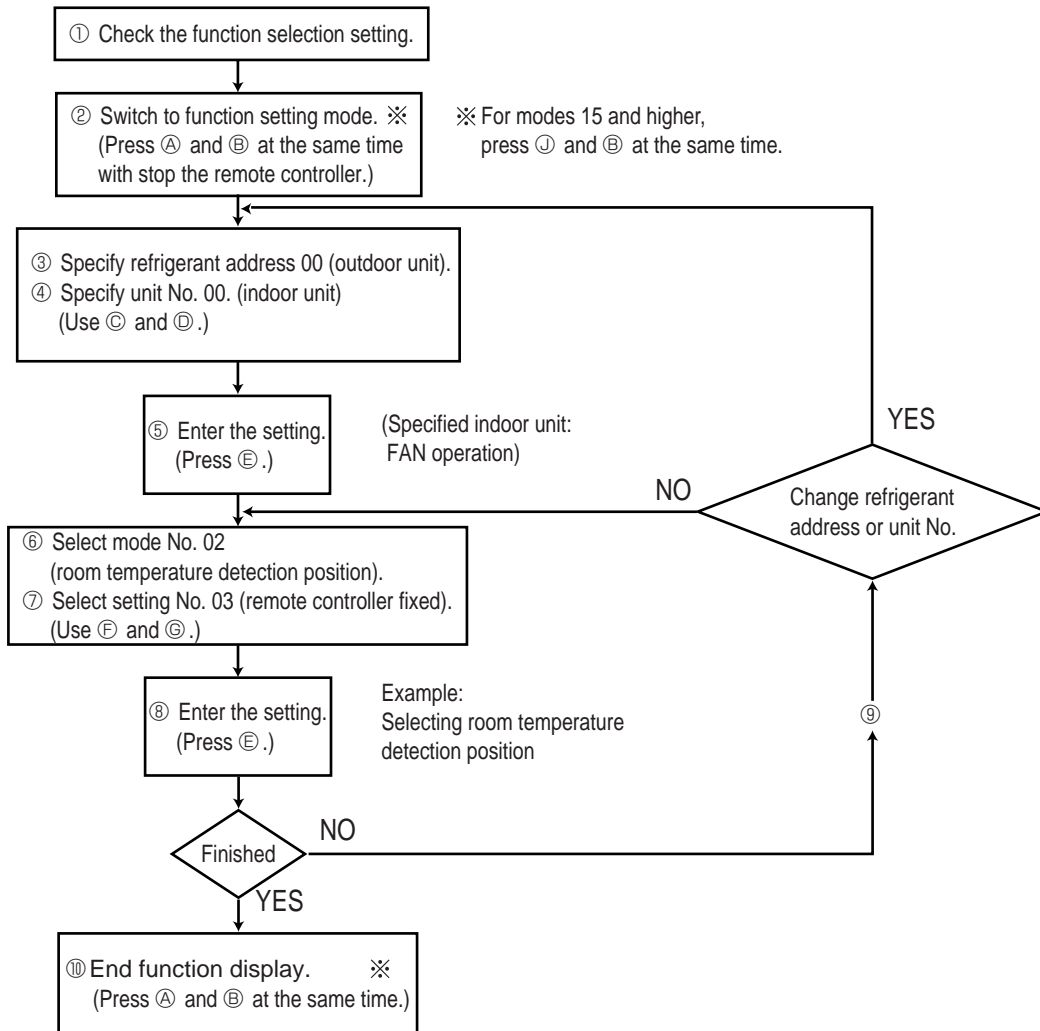 ① Check the function selection setting.
② Switch to function setting mode. ※
(Press Ⓐ and Ⓑ at the same time
with stop the remote controller.)
※ For modes 15 and higher,
press Ⓙ and Ⓑ at the same time.
③ Specify refrigerant address 00 (outdoor unit).
④ Specify unit No. 00. (indoor unit)
(Use Ⓒ and Ⓓ.)
⑤ Enter the setting.
(Press Ⓔ.)
(Specified indoor unit:
FAN operation)
YES
NO
Change refrigerant
address or unit No.
⑥ Select mode No. 02
(room temperature detection position).
⑦ Select setting No. 03 (remote controller fixed).
(Use Ⓕ and Ⓖ.)
⑧ Enter the setting.
(Press Ⓔ.)
Example:
Selecting room temperature
detection position
⑨
Finished
NO
YES
⑩ End function display. ※
(Press Ⓐ and Ⓑ at the same time.)